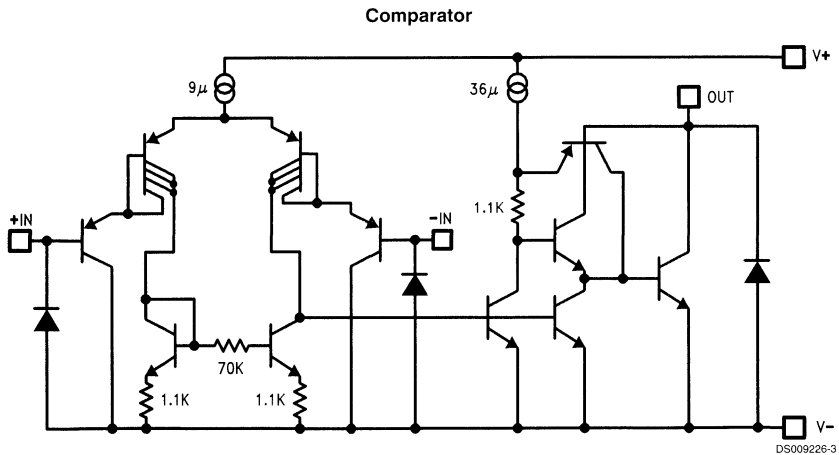 Comparator
V+
9μ
36μ
OUT
1.1K
+IN
-IN
70K
1.1K
1.1K
V-
DS009226-3